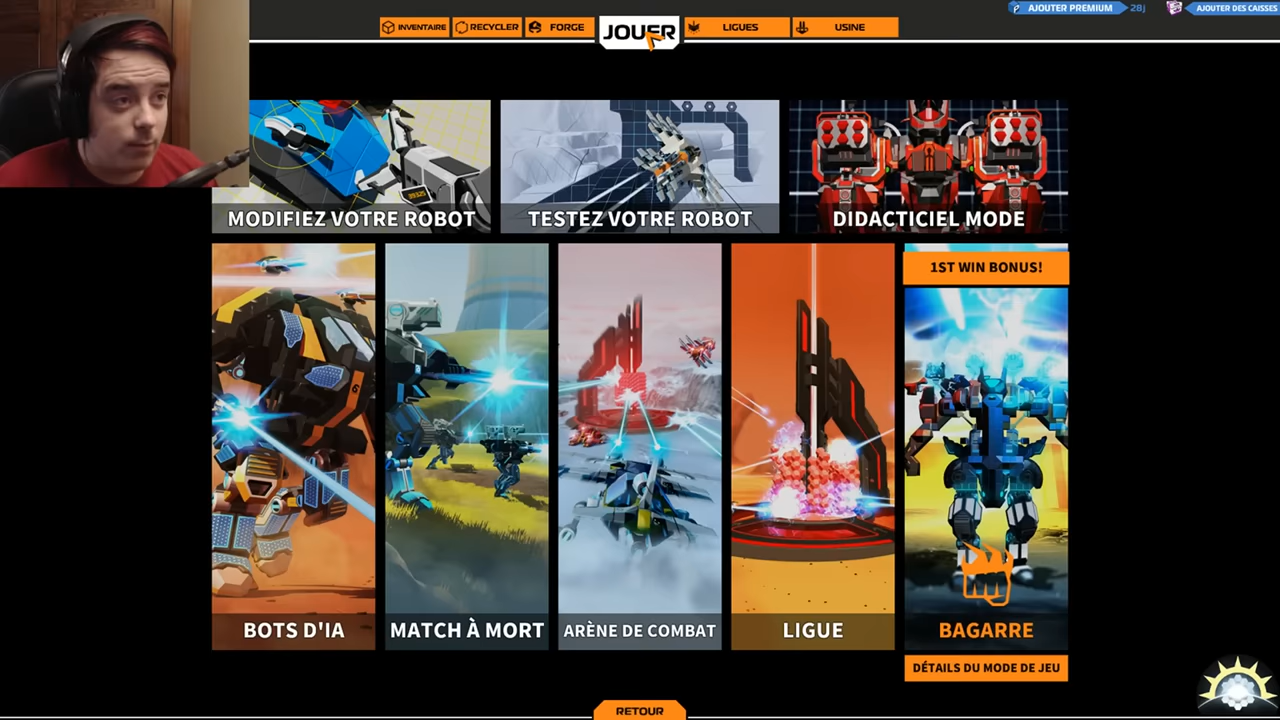 AJOUTER PREMIUM 28j AJOUTER DES CAISSES
INVENTAIRE RECYCLER FORGE JOUER LIGUES USINE
MODIFIEZ VOTRE ROBOT TESTEZ VOTRE ROBOT DIDACTICIEL MODE
1ST WIN BONUS!
BOTS D'IA MATCH À MORT ARÈNE DE COMBAT LIGUE BAGARRE
DÉTAILS DU MODE DE JEU
RETOUR